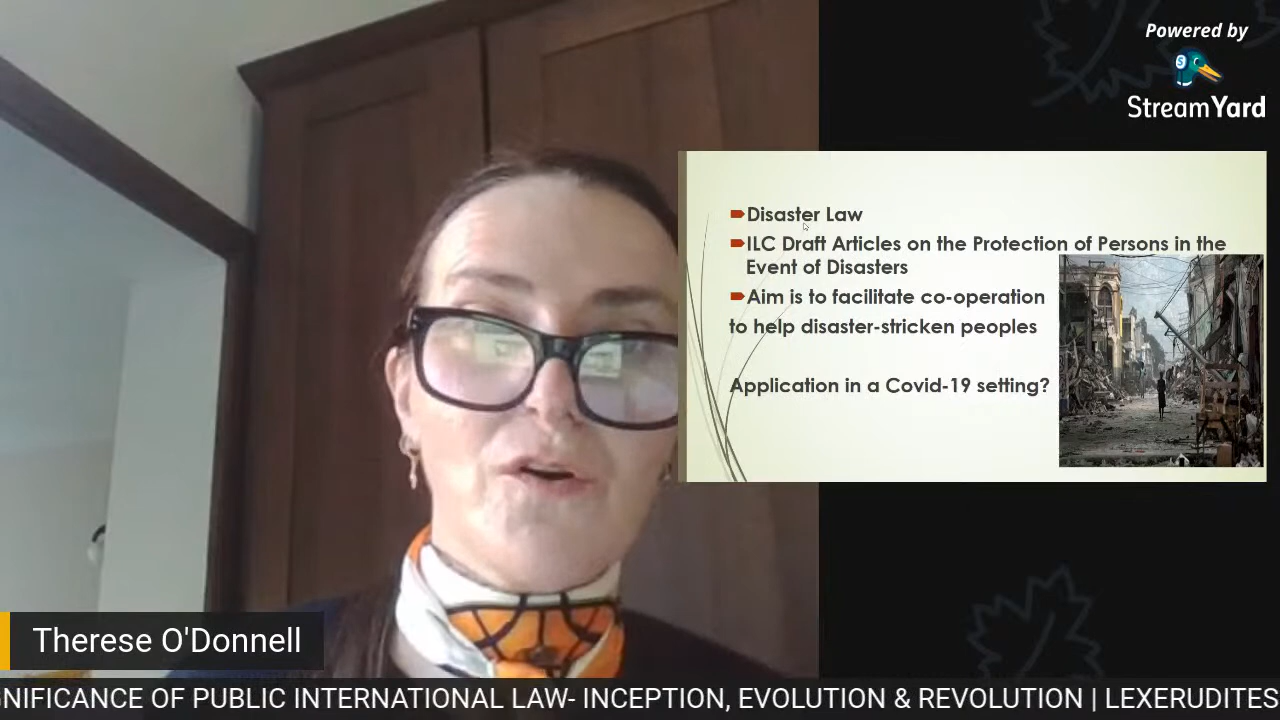 Powered by
StreamYard
Disaster Law
ILC Draft Articles on the Protection of Persons in the
Event of Disasters
Aim is to facilitate co-operation
to help disaster-stricken peoples
Application in a Covid-19 setting?
Therese O'Donnell
GNIFICANCE OF PUBLIC INTERNATIONAL LAW- INCEPTION, EVOLUTION & REVOLUTION | LEXERUDITES